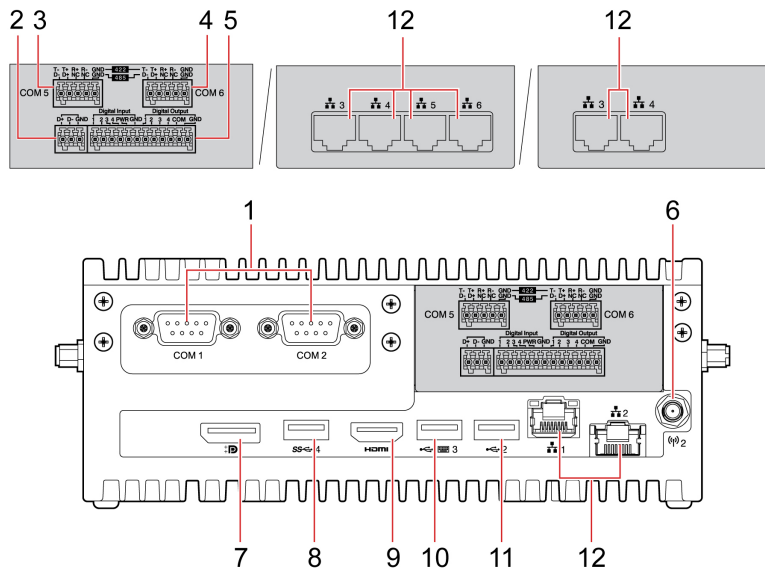 2 3 4 5 12 12
T- T+ R+ R- GND 422 T- T+ R+ R- GND
D- D+ NC NC GND 485 D- D+ NC NC GND
COM 5 COM 6
Digital Input Digital Output
D+ D- GND 1 2 3 4 PWR GND 1 2 3 4 COM GND
3 4 5 6
3 4
1 6
T- T+ R+ R- GND 422 T- T+ R+ R- GND
D- D+ NC NC GND 485 D- D+ NC NC GND
COM 5 COM 6
Digital Input Digital Output
D+ D- GND 1 2 3 4 PWR GND 1 2 3 4 COM GND
COM 1 COM 2
2
D SS 4 HDMI 3 2 1 2
7 8 9 10 11 12